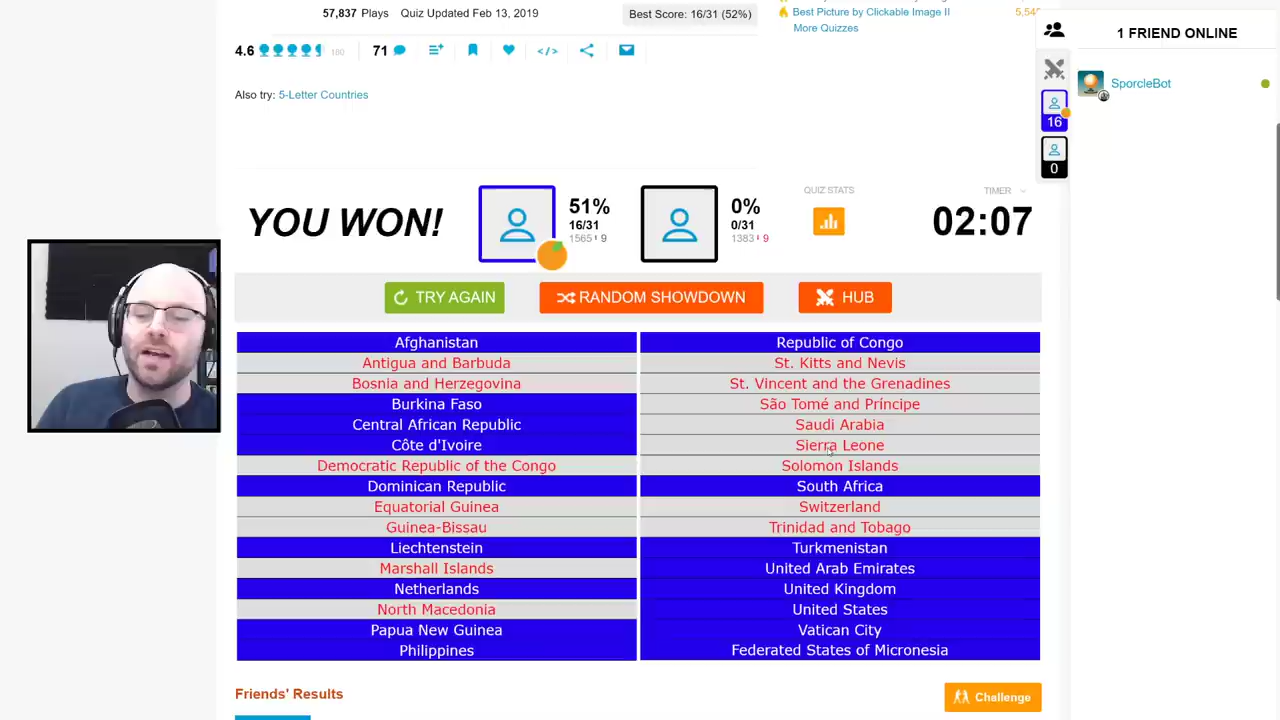 57,837 Plays Quiz Updated Feb 13, 2019
Best Score: 16/31 (52%)
Best Picture by Clickable Image II
More Quizzes
4.6
180
71
</>
Also try: 5-Letter Countries
YOU WON!
51%
16/31
1565 9
0%
0/31
1383 9
QUIZ STATS
TIMER
02:07
TRY AGAIN
RANDOM SHOWDOWN
HUB
Afghanistan
Antigua and Barbuda
Bosnia and Herzegovina
Burkina Faso
Central African Republic
Côte d'Ivoire
Democratic Republic of the Congo
Dominican Republic
Equatorial Guinea
Guinea-Bissau
Liechtenstein
Marshall Islands
Netherlands
North Macedonia
Papua New Guinea
Philippines
Republic of Congo
St. Kitts and Nevis
St. Vincent and the Grenadines
São Tomé and Príncipe
Saudi Arabia
Sierra Leone
Solomon Islands
South Africa
Switzerland
Trinidad and Tobago
Turkmenistan
United Arab Emirates
United Kingdom
United States
Vatican City
Federated States of Micronesia
Friends' Results
Challenge
1 FRIEND ONLINE
SporcleBot
16
0